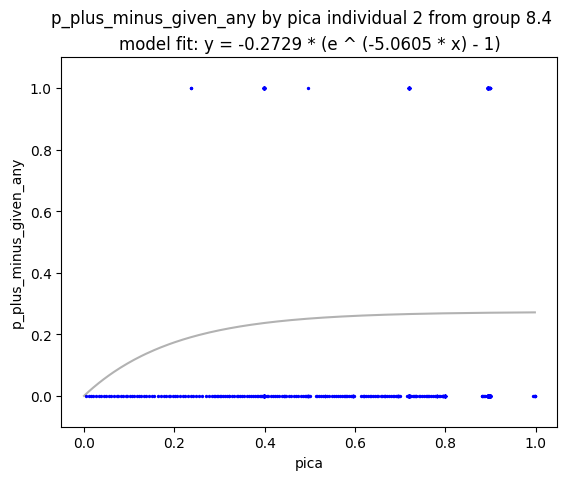 p_plus_minus_given_any by pica individual 2 from group 8.4
model fit: y = -0.2729 * (e ^ (-5.0605 * x) - 1)
1.0
0.8
0.6
0.4
0.2
0.0
p_plus_minus_given_any
0.0 0.2 0.4 0.6 0.8 1.0
pica